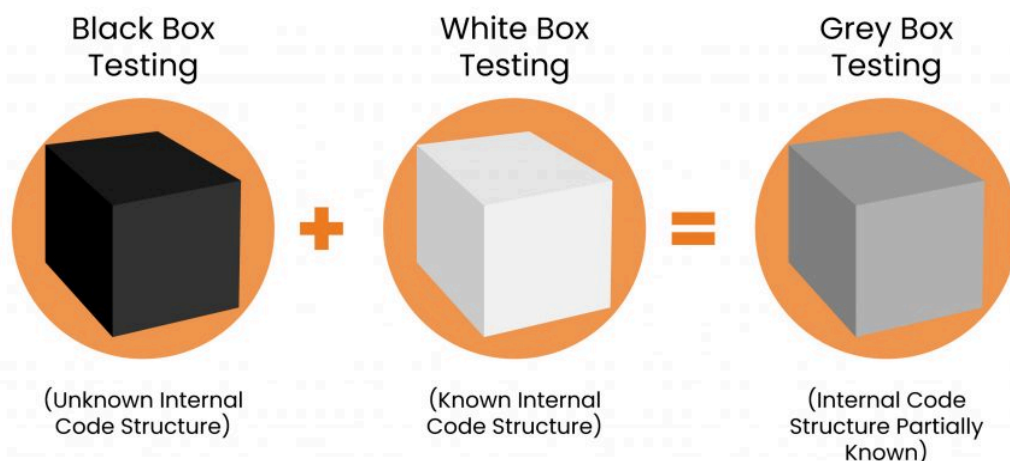 Black Box
Testing
White Box
Testing
Grey Box
Testing
+
=
(Unknown Internal
Code Structure)
(Known Internal
Code Structure)
(Internal Code
Structure Partially
Known)